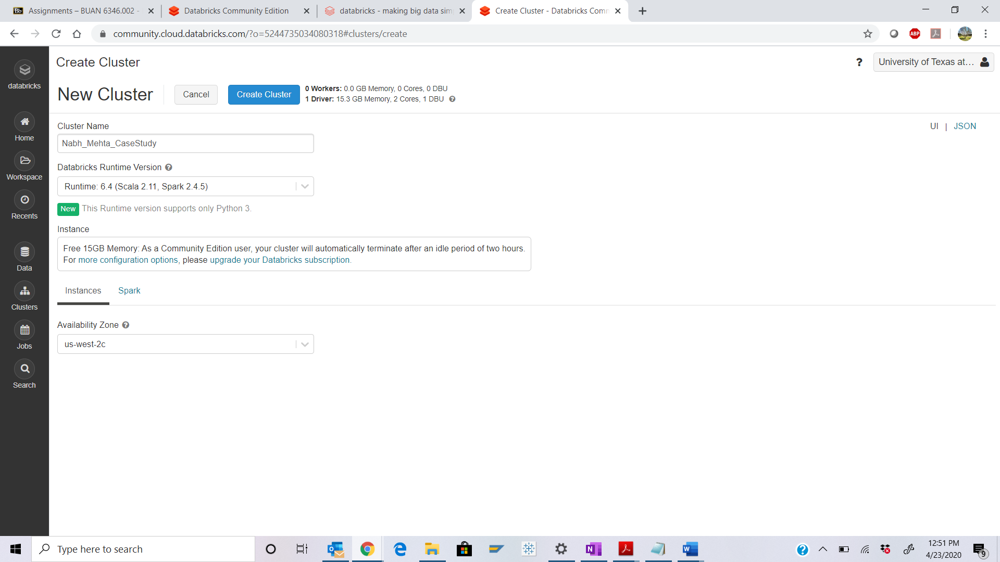 Assignments – BUAN 6346.002 -
Databricks Community Edition
databricks - making big data sim
Create Cluster - Databricks Comm
community.cloud.databricks.com/?o=5244735034080318#clusters/create
ABP
databricks
Home
Workspace
Recents
Data
Clusters
Jobs
Search
Create Cluster
? University of Texas at...
New Cluster
Cancel
Create Cluster
0 Workers: 0.0 GB Memory, 0 Cores, 0 DBU
1 Driver: 15.3 GB Memory, 2 Cores, 1 DBU ?
Cluster Name
UI | JSON
Nabh_Mehta_CaseStudy
Databricks Runtime Version ?
Runtime: 6.4 (Scala 2.11, Spark 2.4.5)
New This Runtime version supports only Python 3.
Instance
Free 15GB Memory: As a Community Edition user, your cluster will automatically terminate after an idle period of two hours.
For more configuration options, please upgrade your Databricks subscription.
Instances Spark
Availability Zone ?
us-west-2c
Type here to search
12:51 PM
4/23/2020
9